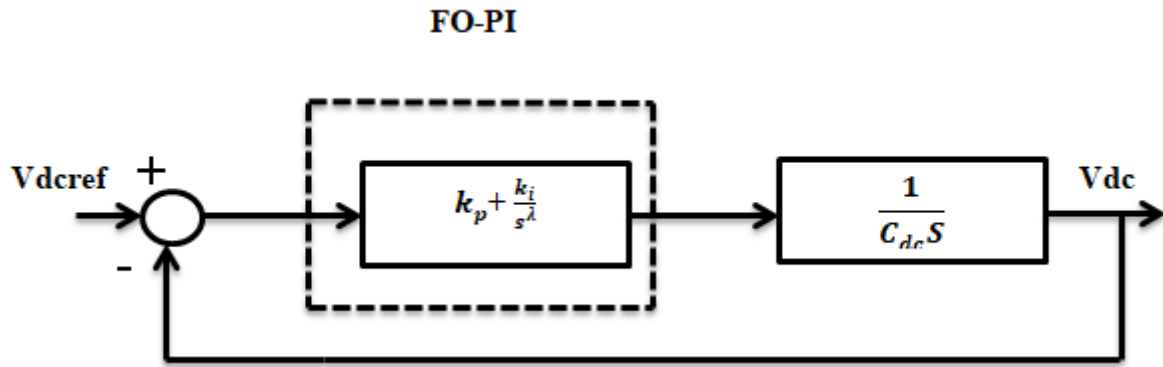 FO-PI
Vdcref
+
-
k_p + k_i/s^λ
1/(C_dc S)
Vdc